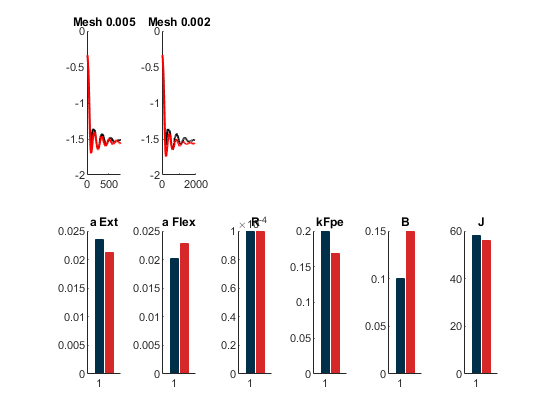 Mesh 0.005 Mesh 0.002
0 0
-0.5 -0.5
-1 -1
-1.5 -1.5
-2 -2
0 500 0 2000
a Ext a Flex R kFpe B J
×10-4
0.025 0.025 1 0.2 0.15 60
0.02 0.02 0.8 0.15 0.1 40
0.015 0.015 0.6 0.1 0.05 20
0.01 0.01 0.4 0.05
0.005 0.005 0.2
0 0 0 0 0 0
1 1 1 1 1 1